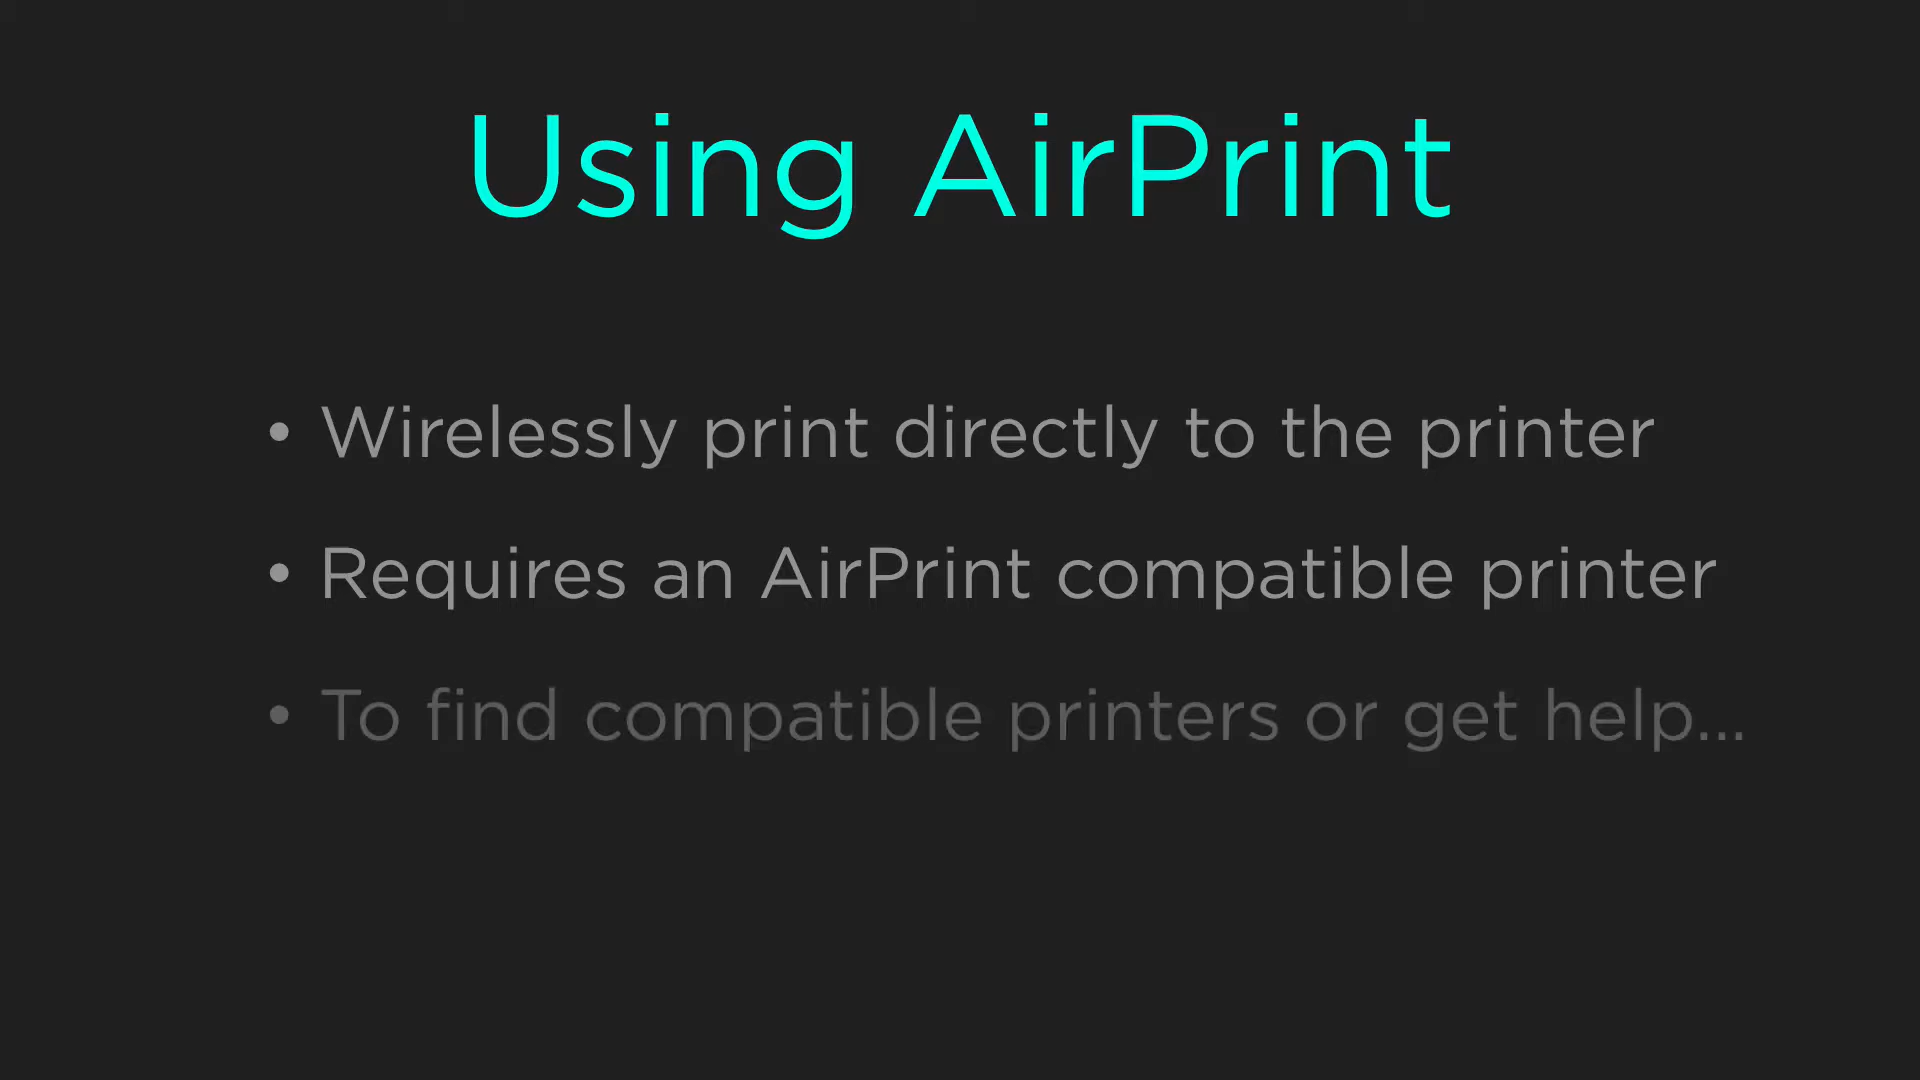 Using AirPrint
• Wirelessly print directly to the printer
• Requires an AirPrint compatible printer
• To find compatible printers or get help...